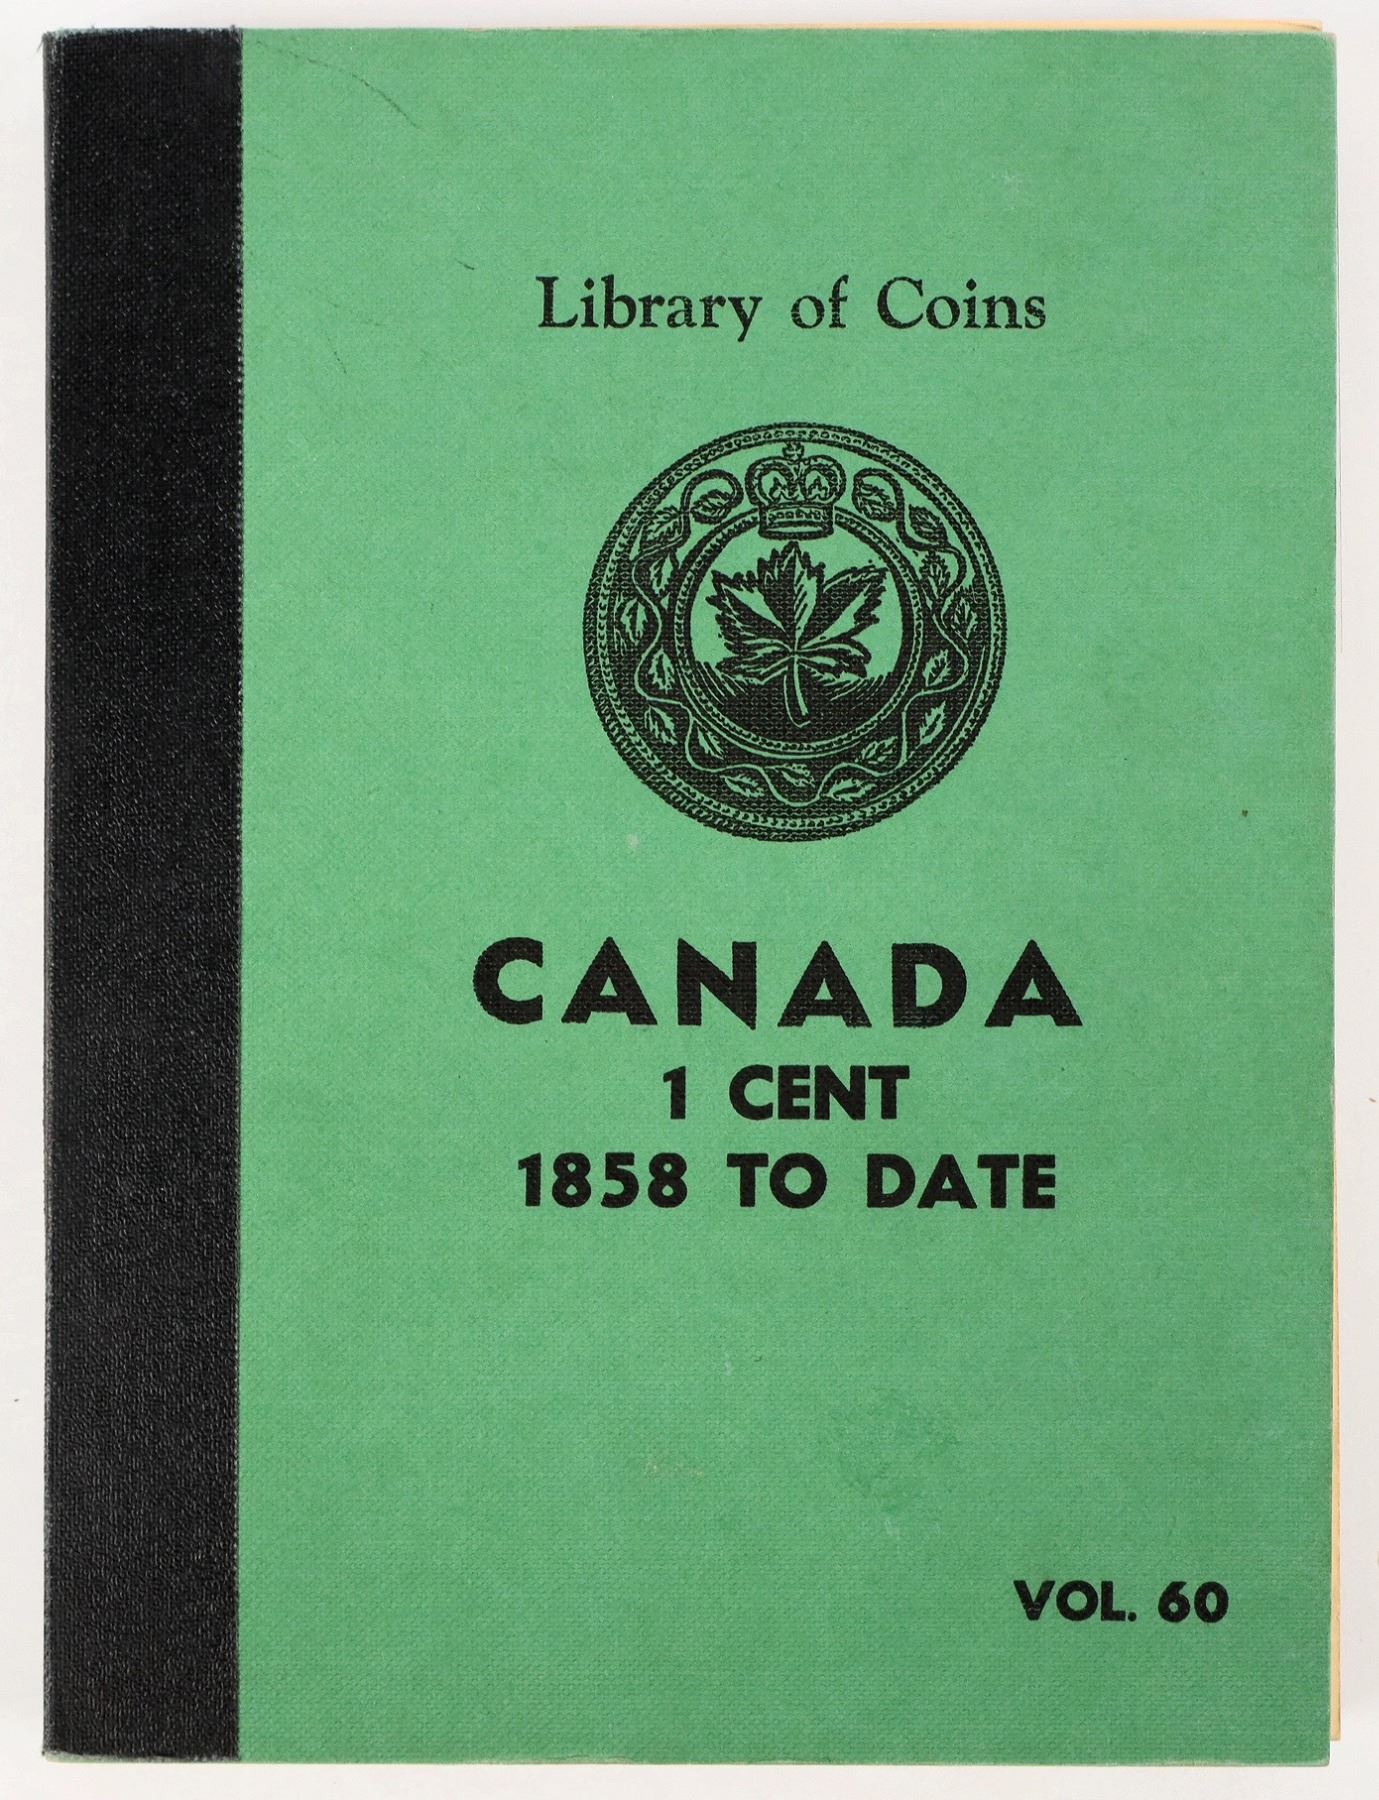 Library of Coins
CANADA
1 CENT
1858 TO DATE
VOL. 60